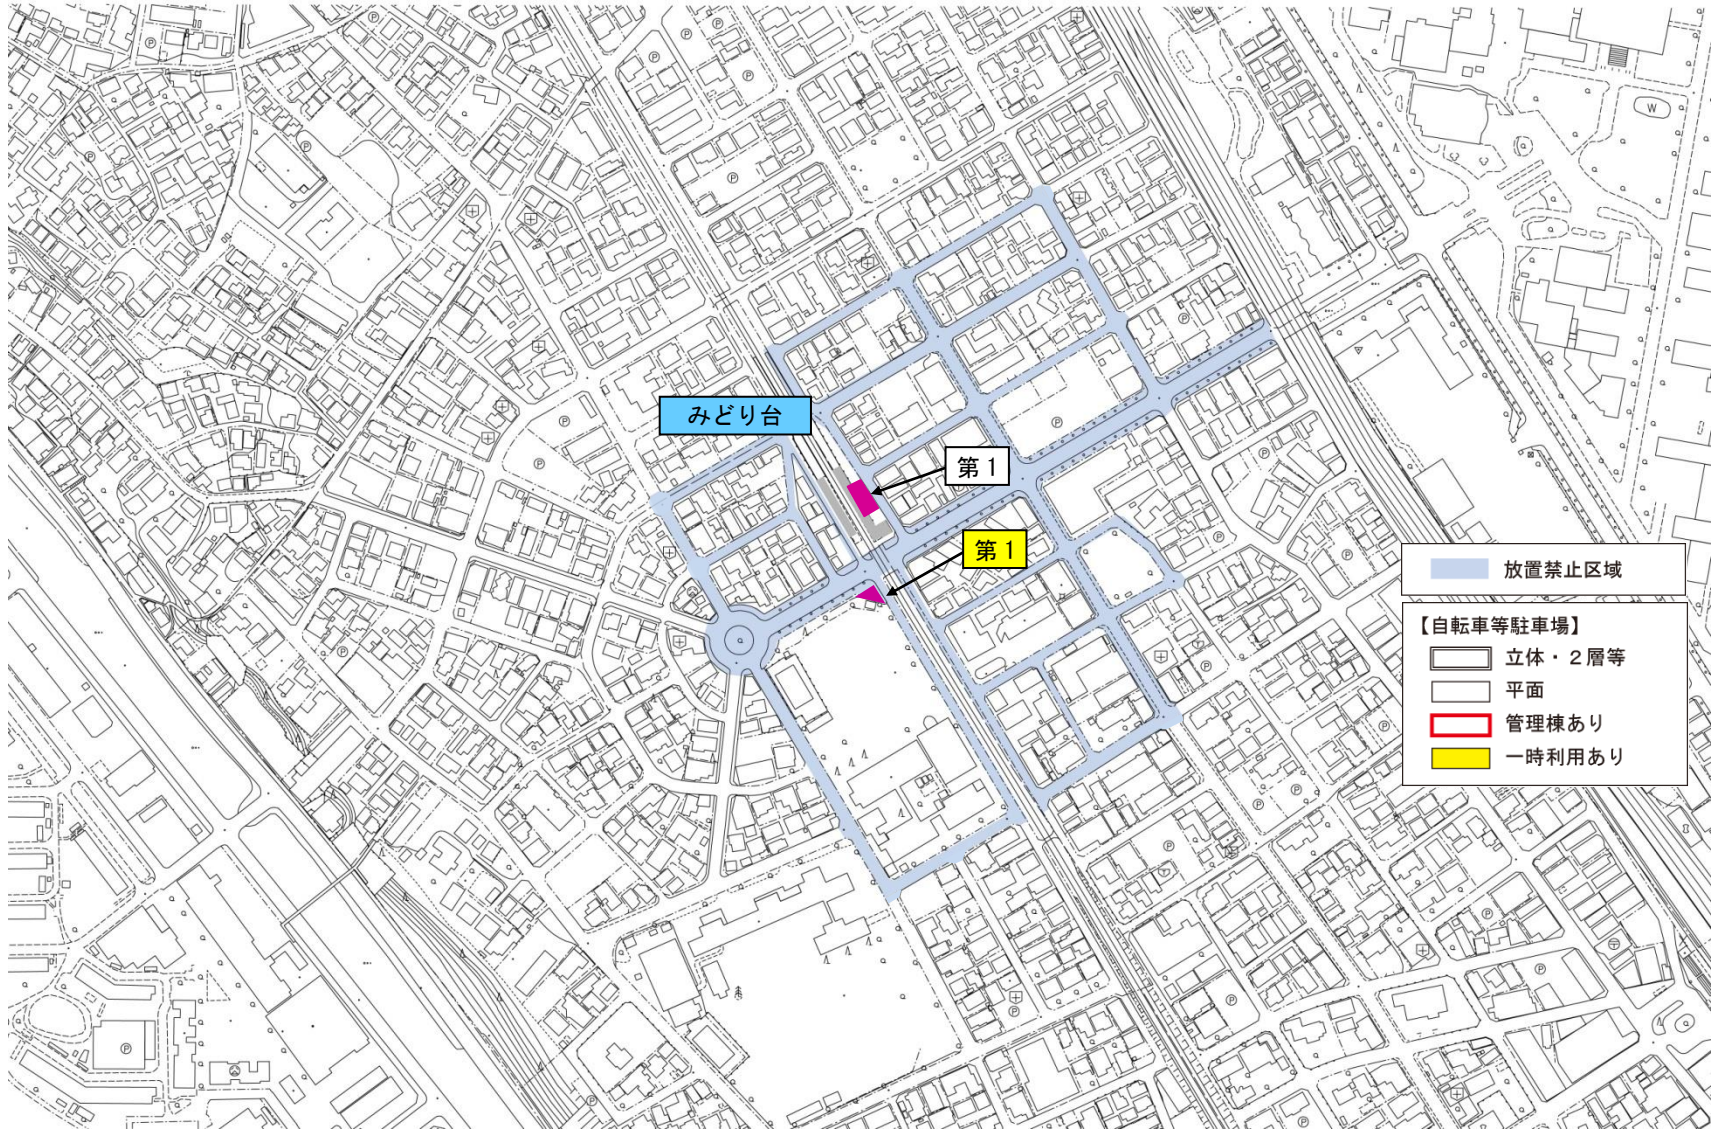 みどり台
第1
第1
放置禁止区域
【自転車等駐車場】
立体・2層等
平面
管理棟あり
一時利用あり
W